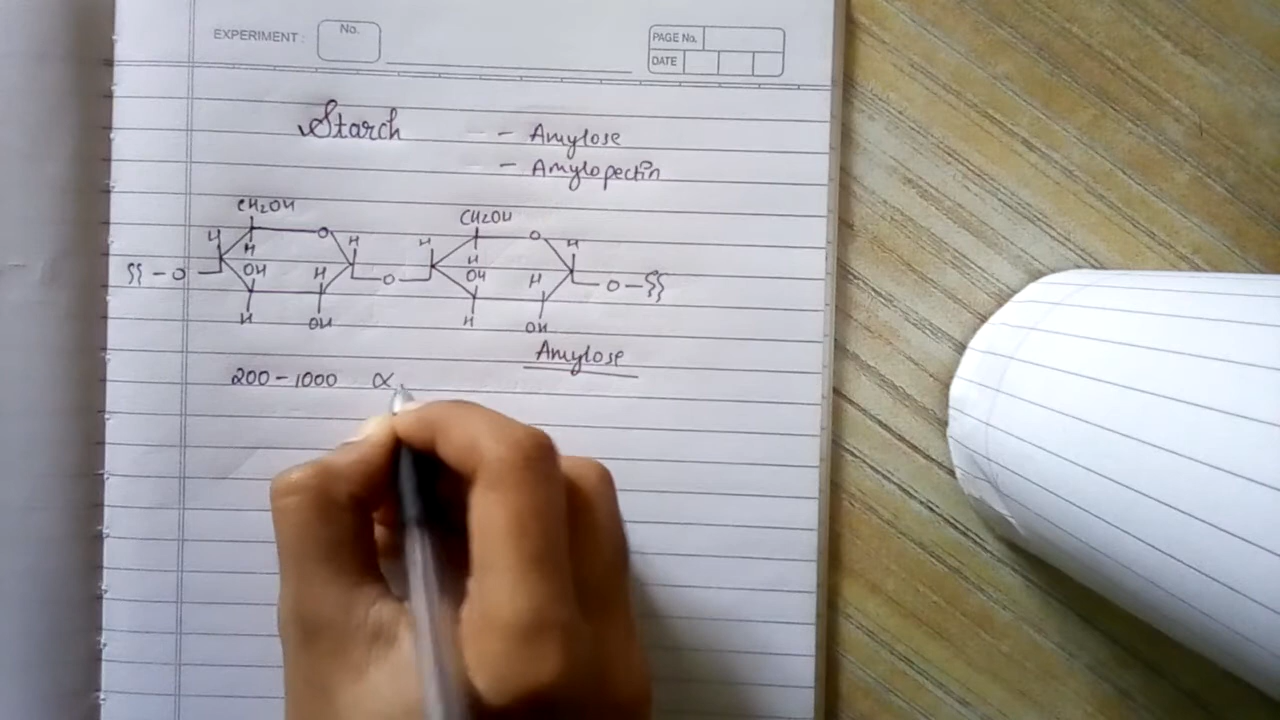 EXPERIMENT : No.
PAGE No.
DATE
Starch - Amylose
- Amylopectin
CH2OH CH2OH
H O H H O H
H H
OH H OH H
O O O
H OH H OH
Amylose
200-1000 α